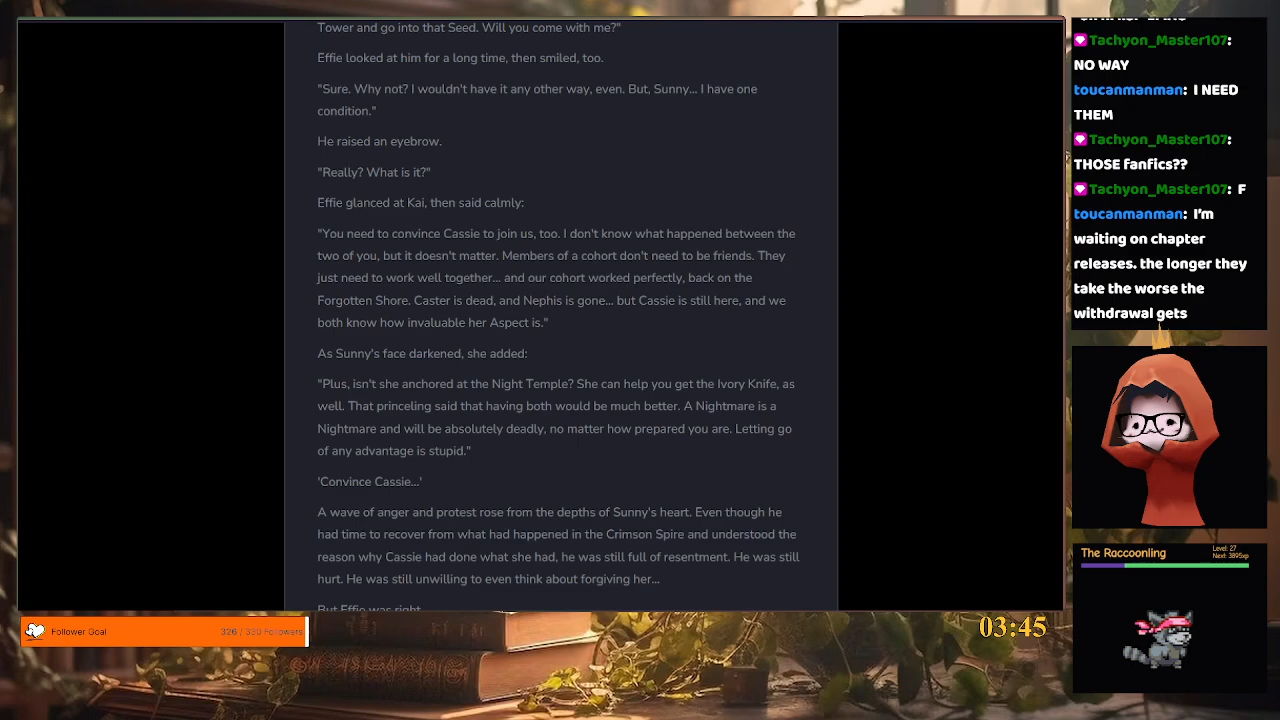 Tower and go into that Seed. Will you come with me?"
Effie looked at him for a long time, then smiled, too.
"Sure. Why not? I wouldn't have it any other way, even. But, Sunny... I have one
condition."
He raised an eyebrow.
"Really? What is it?"
Effie glanced at Kai, then said calmly:
"You need to convince Cassie to join us, too. I don't know what happened between the
two of you, but it doesn't matter. Members of a cohort don't need to be friends. They
just need to work well together... and our cohort worked perfectly, back on the
Forgotten Shore. Caster is dead, and Nephis is gone... but Cassie is still here, and we
both know how invaluable her Aspect is."
As Sunny's face darkened, she added:
"Plus, isn't she anchored at the Night Temple? She can help you get the Ivory Knife, as
well. That princeling said that having both would be much better. A Nightmare is a
Nightmare and will be absolutely deadly, no matter how prepared you are. Letting go
of any advantage is stupid."
'Convince Cassie...'
A wave of anger and protest rose from the depths of Sunny's heart. Even though he
had time to recover from what had happened in the Crimson Spire and understood the
reason why Cassie had done what she had, he was still full of resentment. He was still
hurt. He was still unwilling to even think about forgiving her...
But Effie was right.
Tachyon_Master107:
NO WAY
toucanmanman: I NEED
THEM
Tachyon_Master107:
THOSE fanfics??
Tachyon_Master107: F
toucanmanman: I'm
waiting on chapter
releases. the longer they
take the worse the
withdrawal gets
The Raccoonling
Level: 27
Next: 3895xp
Follower Goal
326 / 330 Followers
03:45